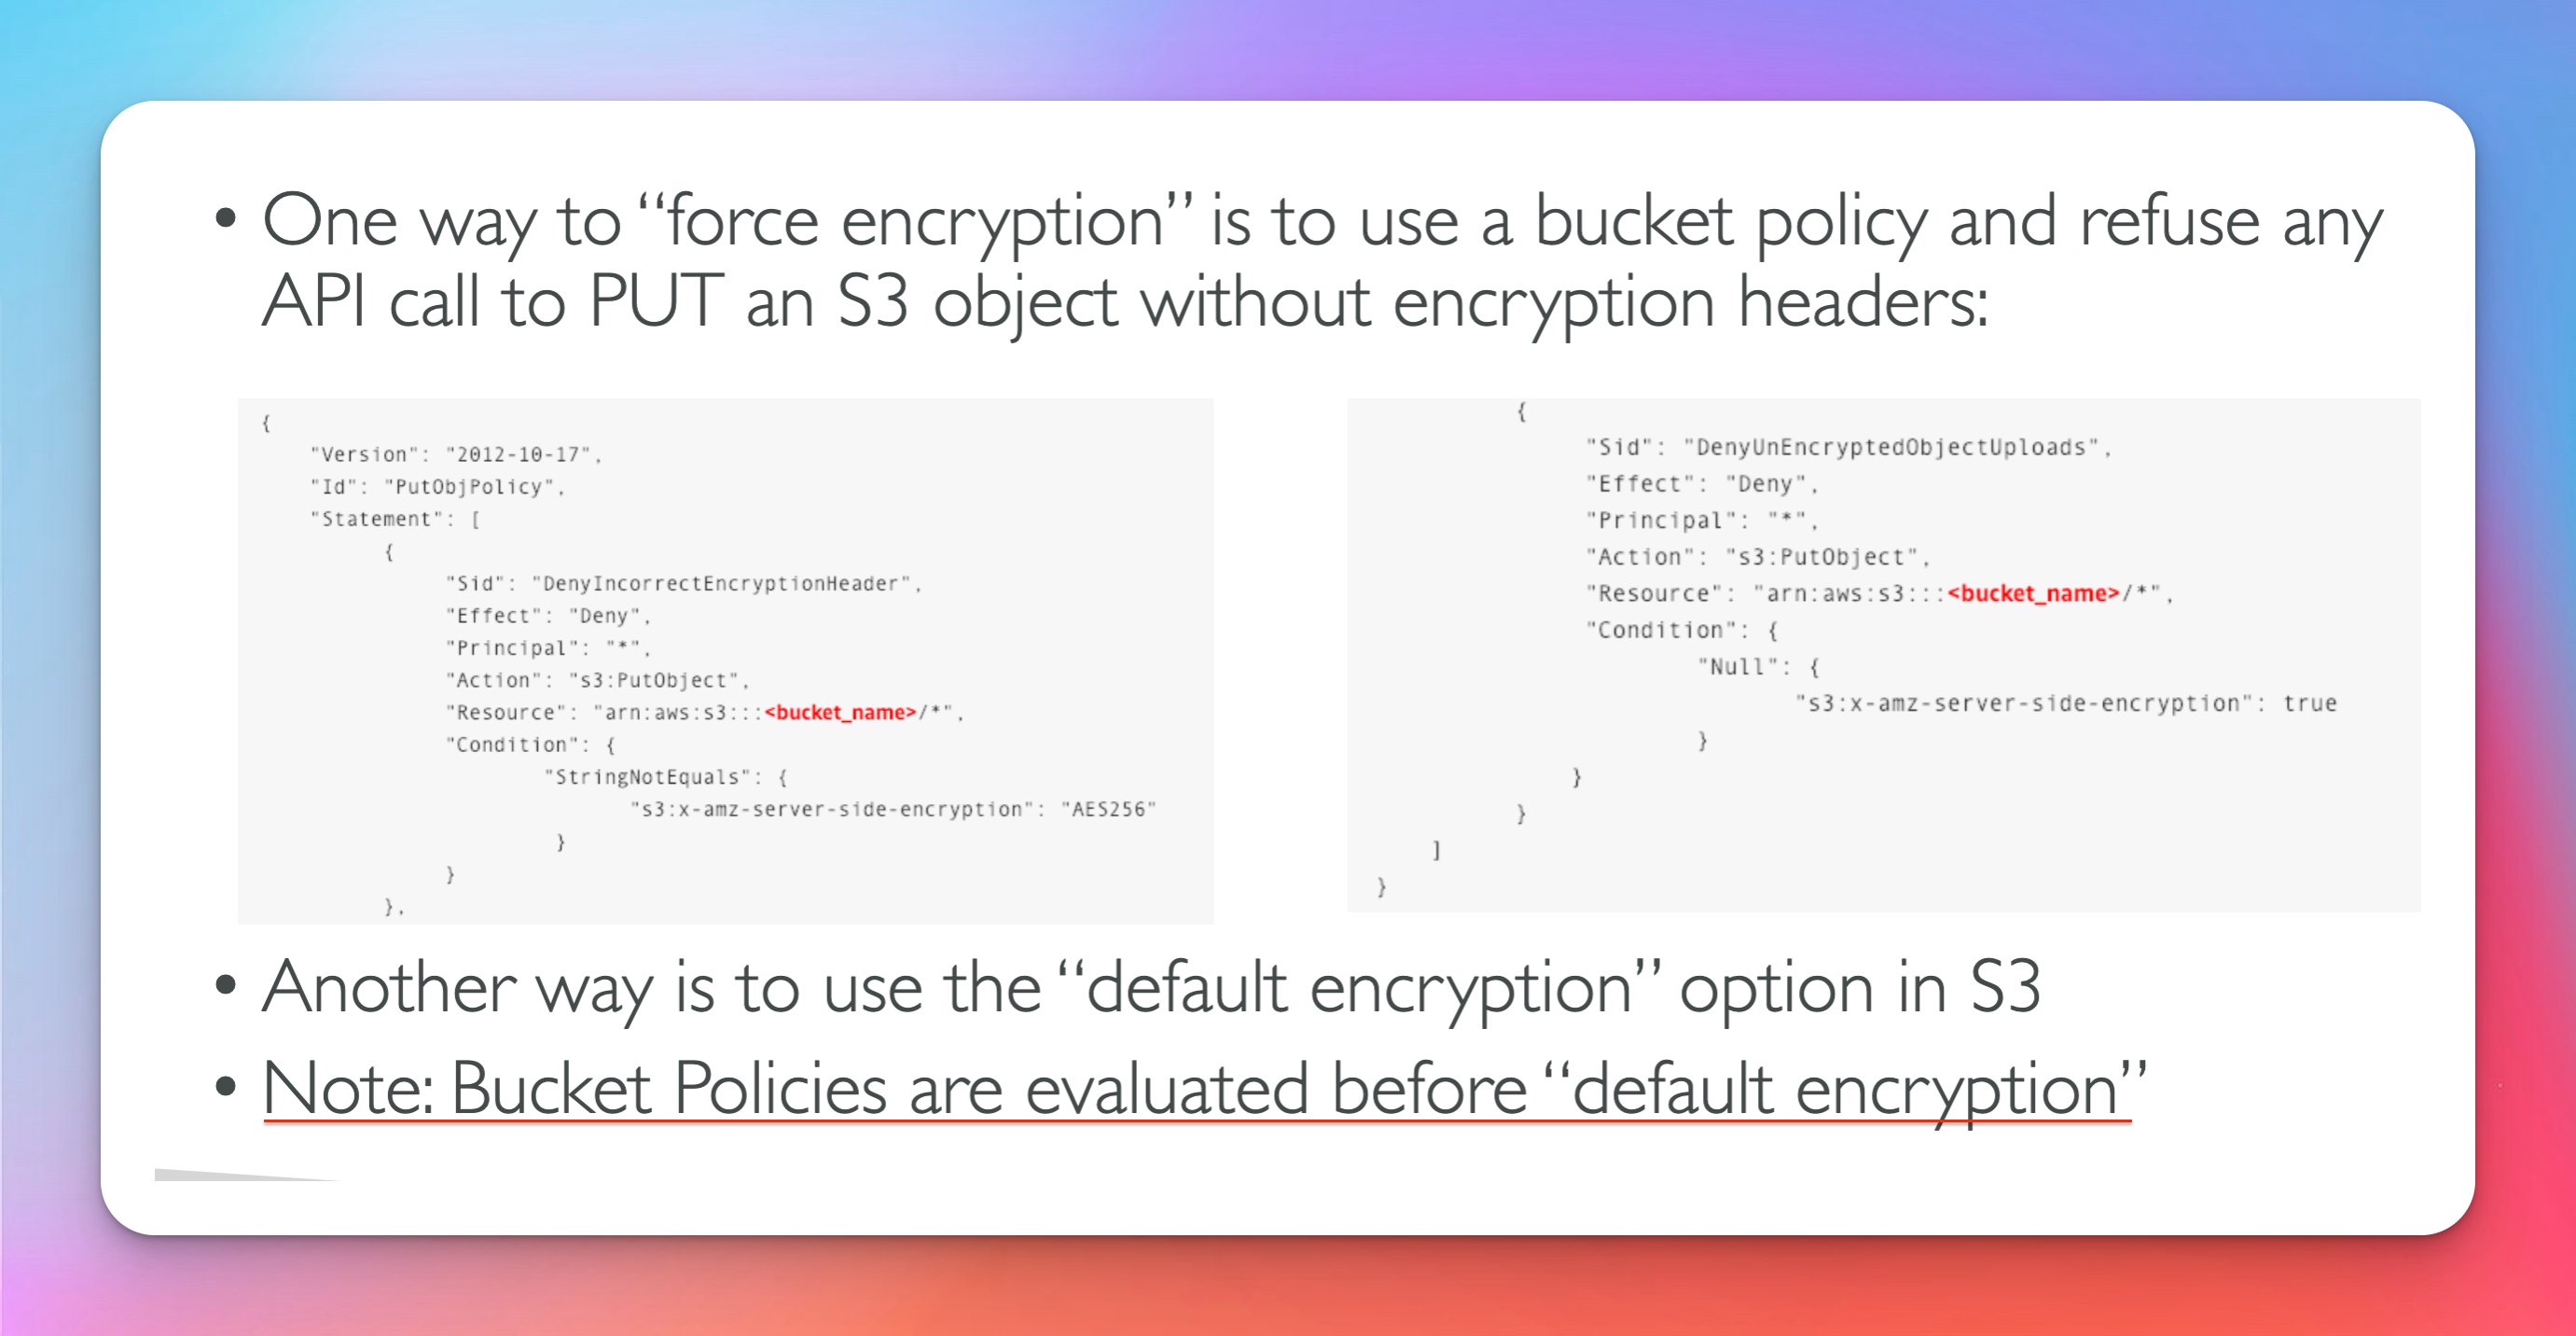 • One way to “force encryption” is to use a bucket policy and refuse any
API call to PUT an S3 object without encryption headers:
{
"Version": "2012-10-17",
"Id": "PutObjPolicy",
"Statement": [
{
"Sid": "DenyIncorrectEncryptionHeader",
"Effect": "Deny",
"Principal": "*",
"Action": "s3:PutObject",
"Resource": "arn:aws:s3:::<bucket_name>/*",
"Condition": {
"StringNotEquals": {
"s3:x-amz-server-side-encryption": "AES256"
}
}
},
{
"Sid": "DenyUnEncryptedObjectUploads",
"Effect": "Deny",
"Principal": "*",
"Action": "s3:PutObject",
"Resource": "arn:aws:s3:::<bucket_name>/*",
"Condition": {
"Null": {
"s3:x-amz-server-side-encryption": true
}
}
}
]
}
• Another way is to use the “default encryption” option in S3
• Note: Bucket Policies are evaluated before “default encryption”